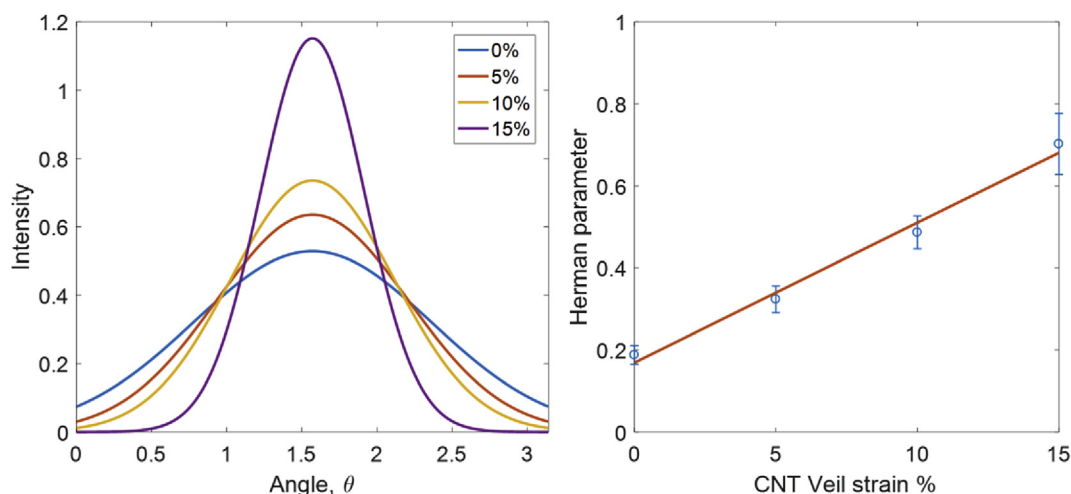 Intensity
1.2
1
0.8
0.6
0.4
0.2
0
0 0.5 1 1.5 2 2.5 3
Angle, θ
0%
5%
10%
15%
Herman parameter
1
0.8
0.6
0.4
0.2
0
0 5 10 15
CNT Veil strain %